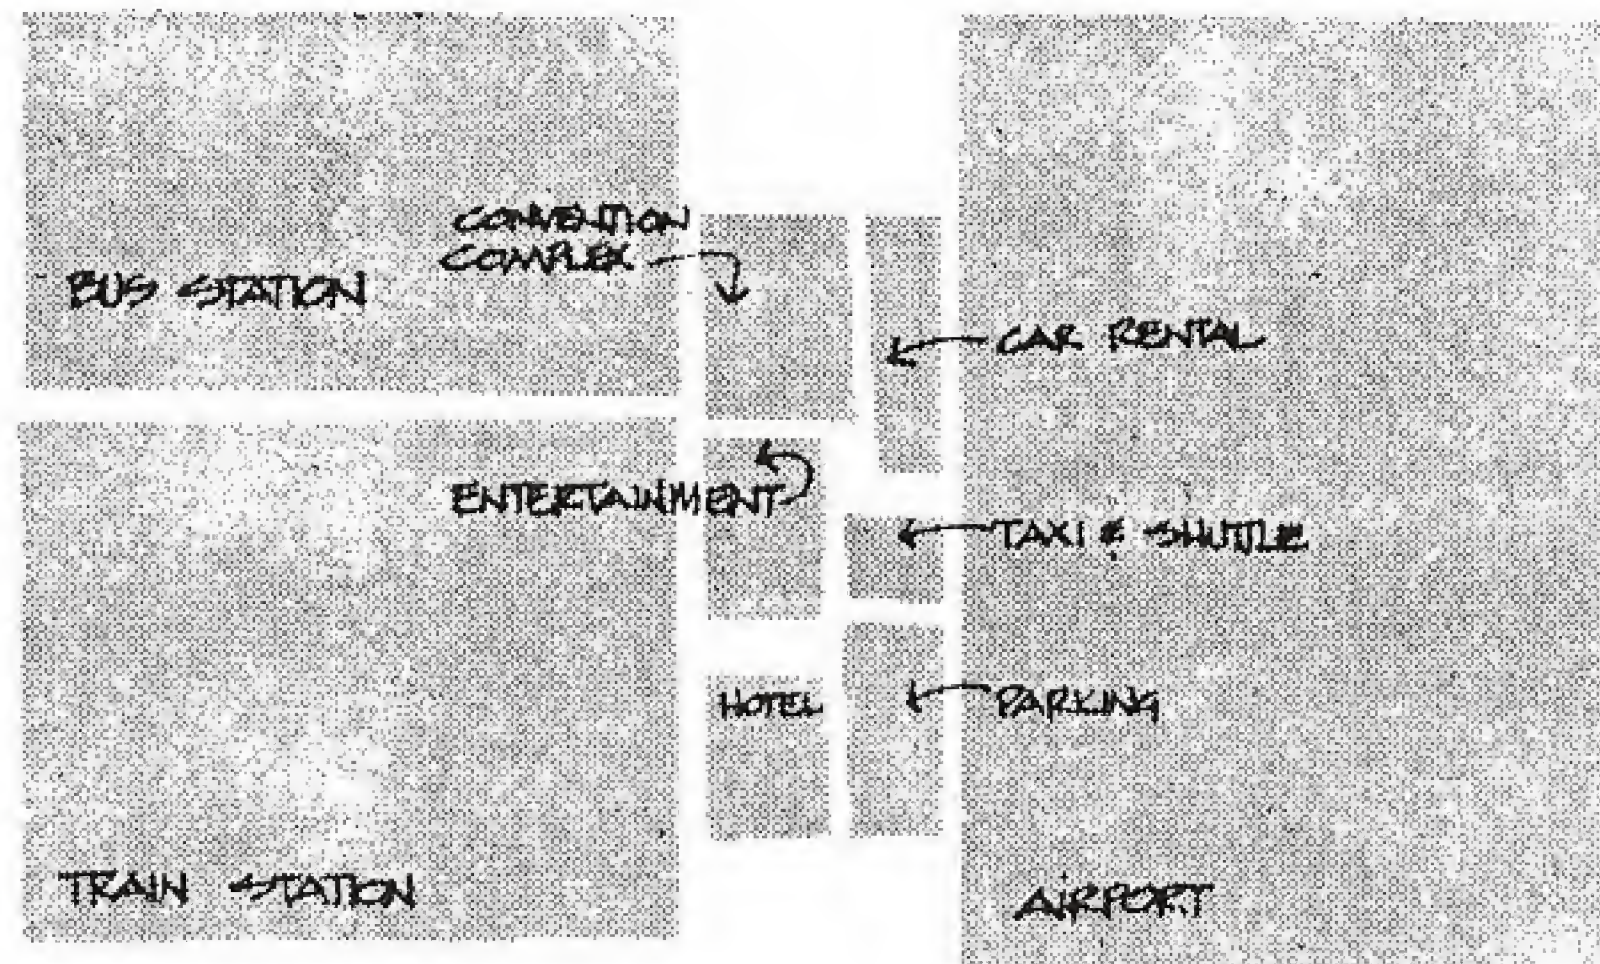 CONVENTION
COMPLEX
BUS STATION
CAR RENTAL
ENTERTAINMENT
TAXI & SHUTTLE
HOTEL
PARKING
TRAIN STATION
AIRPORT